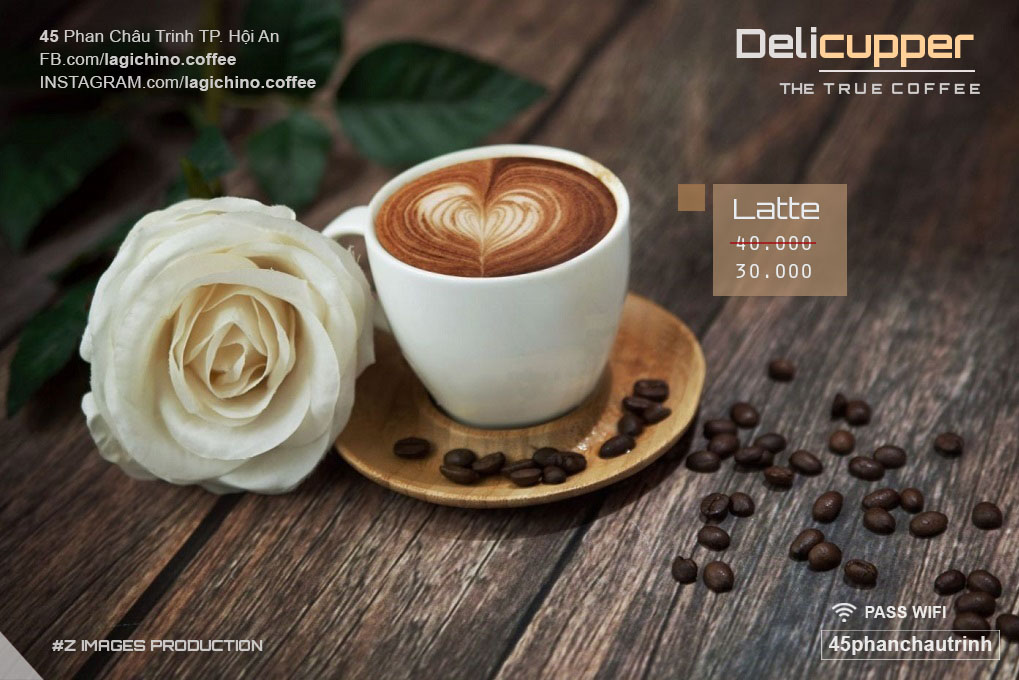 45 Phan Châu Trinh TP. Hội An
FB.com/lagichino.coffee
INSTAGRAM.com/lagichino.coffee
Delicupper
THE TRUE COFFEE
Latte
40.000
30.000
PASS WIFI
45phanchautrinh
#Z IMAGES PRODUCTION